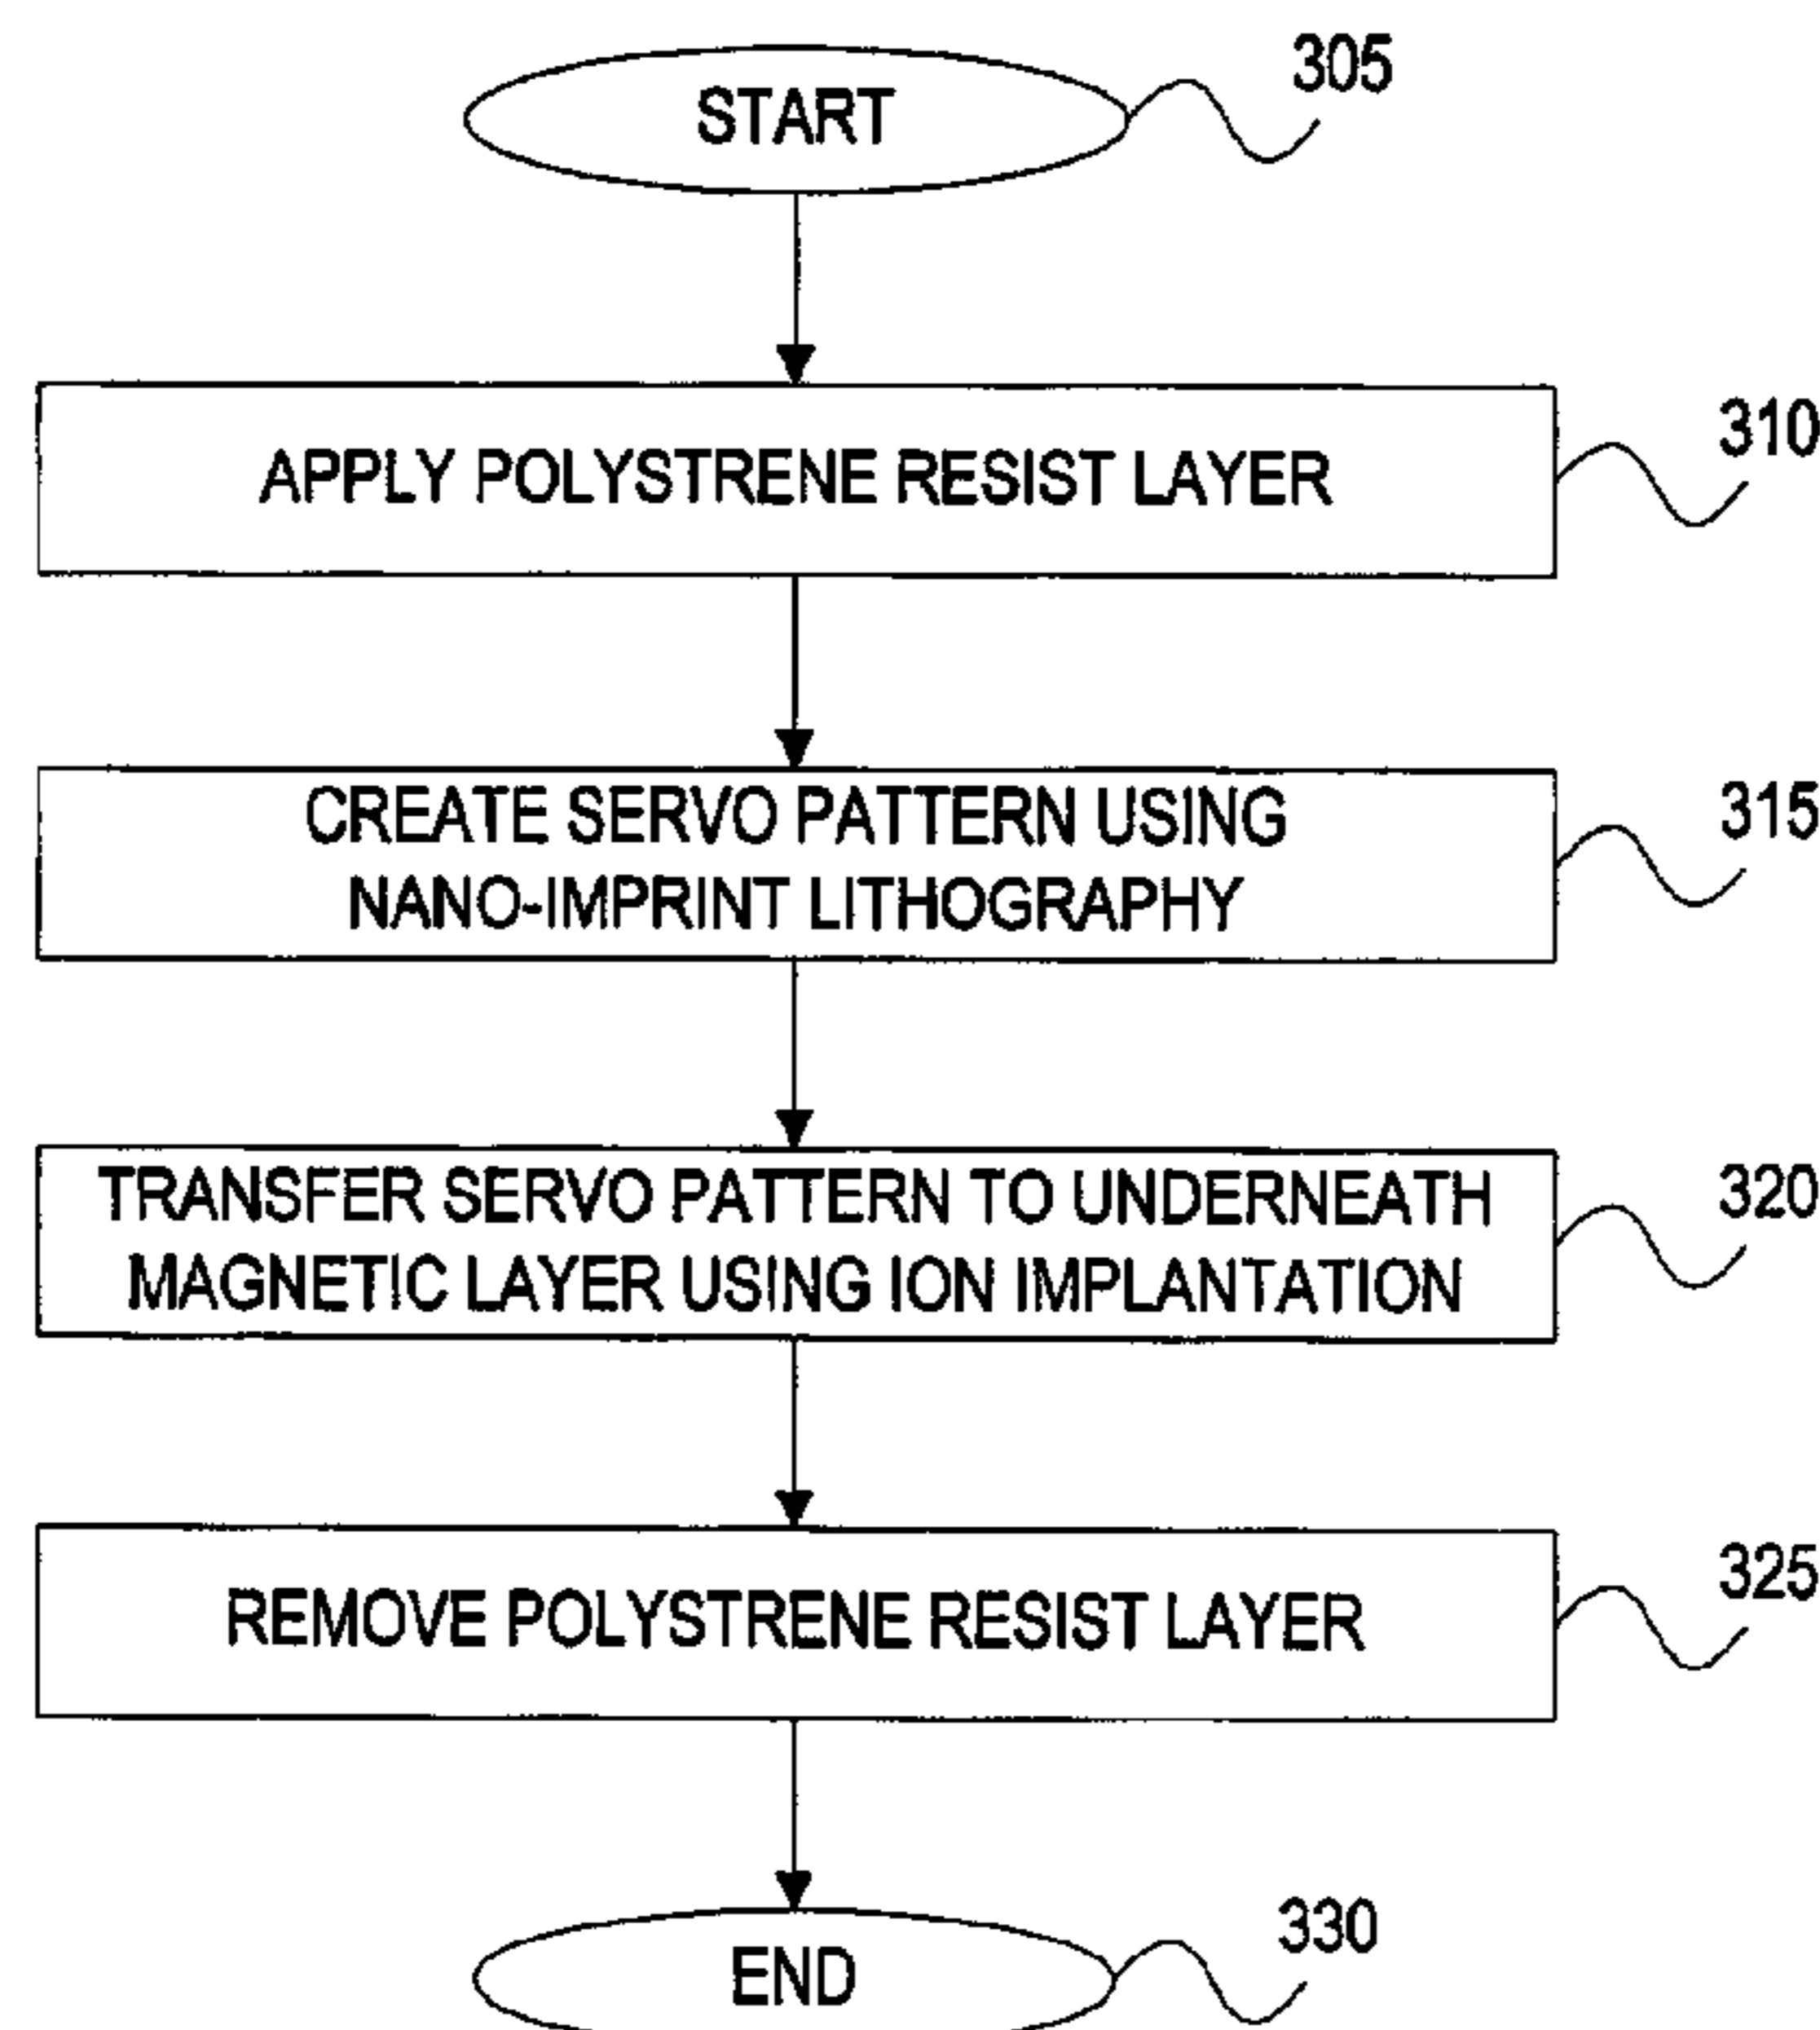 START
305
APPLY POLYSTRENE RESIST LAYER
310
CREATE SERVO PATTERN USING
NANO-IMPRINT LITHOGRAPHY
315
TRANSFER SERVO PATTERN TO UNDERNEATH
MAGNETIC LAYER USING ION IMPLANTATION
320
REMOVE POLYSTRENE RESIST LAYER
325
END
330